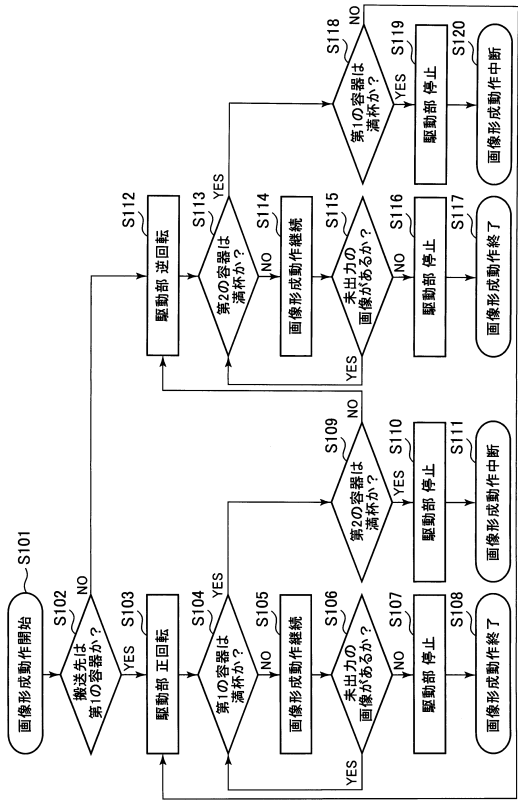 S101
画像形成動作開始
S102
搬送先は
第1の容器か?
NO
YES
S103
駆動部 正回転
S104
第1の容器は
満杯か?
YES
NO
S105
画像形成動作継続
S106
未出力の
画像があるか?
YES
NO
S107
駆動部 停止
S108
画像形成動作終了
S109
第2の容器は
満杯か?
NO
YES
S110
駆動部 停止
S111
画像形成動作中断
S112
駆動部 逆回転
S113
第2の容器は
満杯か?
YES
NO
S114
画像形成動作継続
S115
未出力の
画像があるか?
YES
NO
S116
駆動部 停止
S117
画像形成動作終了
S118
第1の容器は
満杯か?
NO
YES
S119
駆動部 停止
S120
画像形成動作中断